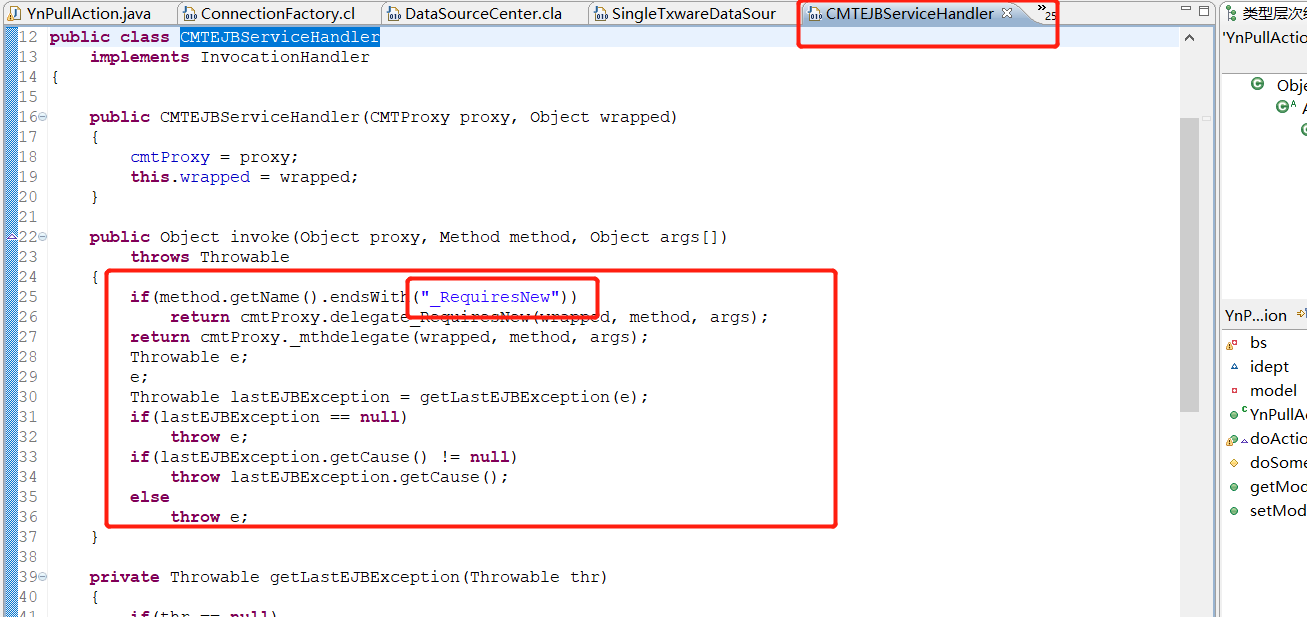 YnPullAction.java ConnectionFactory.cl DataSourceCenter.cla SingleTxwareDataSour CMTEJBServiceHandler »25
12 public class CMTEJBServiceHandler
13 implements InvocationHandler
14 {
15
16 public CMTEJBServiceHandler(CMTProxy proxy, Object wrapped)
17 {
18 cmtProxy = proxy;
19 this.wrapped = wrapped;
20 }
21
22 public Object invoke(Object proxy, Method method, Object args[])
23 throws Throwable
24 {
25 if(method.getName().endsWith("_RequiresNew"))
26 return cmtProxy.delegate_RequiresNew(wrapped, method, args);
27 return cmtProxy._mthdelegate(wrapped, method, args);
28 Throwable e;
29 e;
30 Throwable lastEJBException = getLastEJBException(e);
31 if(lastEJBException == null)
32 throw e;
33 if(lastEJBException.getCause() != null)
34 throw lastEJBException.getCause();
35 else
36 throw e;
37 }
38
39 private Throwable getLastEJBException(Throwable thr)
40 {
41 if(thr == null)
类型层次
'YnPullActio
Obje
A
YnP...ion
bs
idept
model
YnPullAc
doActio
doSome
getMod
setMod